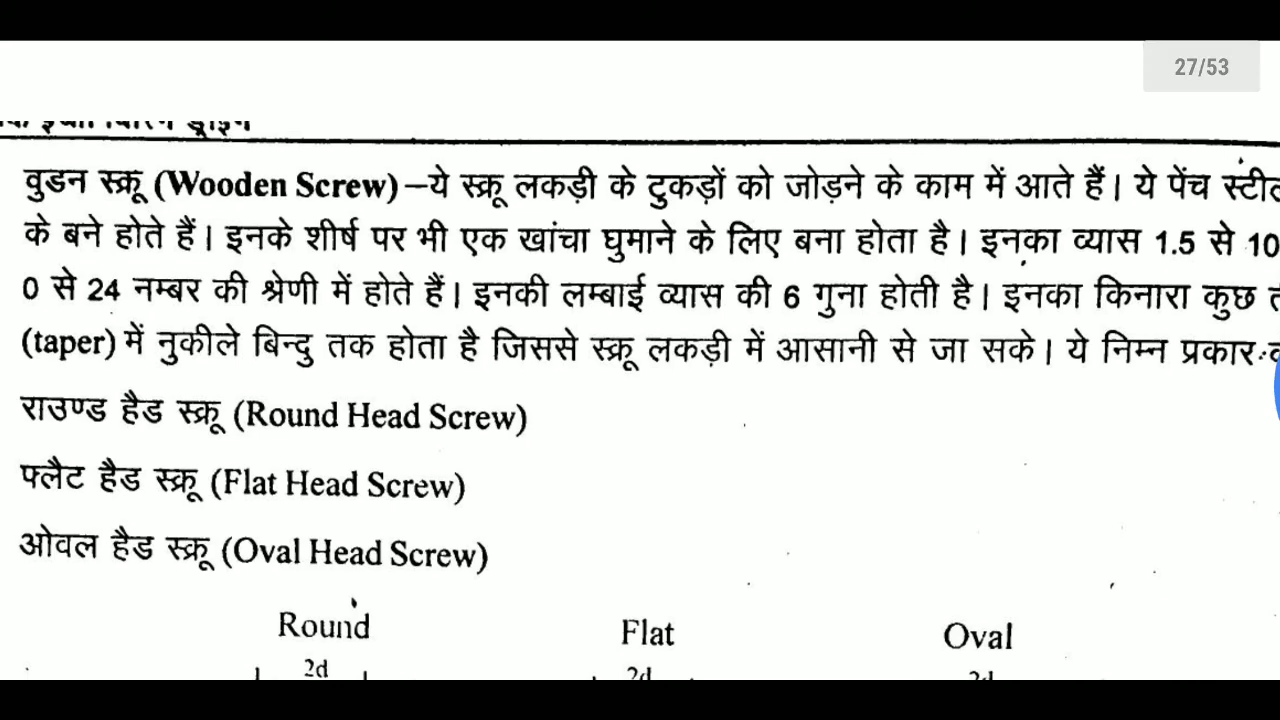 27/53
वुडन स्क्रू (Wooden Screw) –ये स्क्रू लकड़ी के टुकड़ों को जोड़ने के काम में आते हैं। ये पेंच
के बने होते हैं। इनके शीर्ष पर भी एक खांचा घुमाने के लिए बना होता है। इनका व्यास 1.5 से 10
0 से 24 नम्बर की श्रेणी में होते हैं। इनकी लम्बाई व्यास की 6 गुना होती है। इनका किनारा कुछ
(taper) में नुकीले बिन्दु तक होता है जिससे स्क्रू लकड़ी में आसानी से जा सके। ये निम्न प्रकार
राउण्ड हैड स्क्रू (Round Head Screw)
फ्लैट हैड स्क्रू (Flat Head Screw)
ओवल हैड स्क्रू (Oval Head Screw)
Round Flat Oval
2d 2d 2d